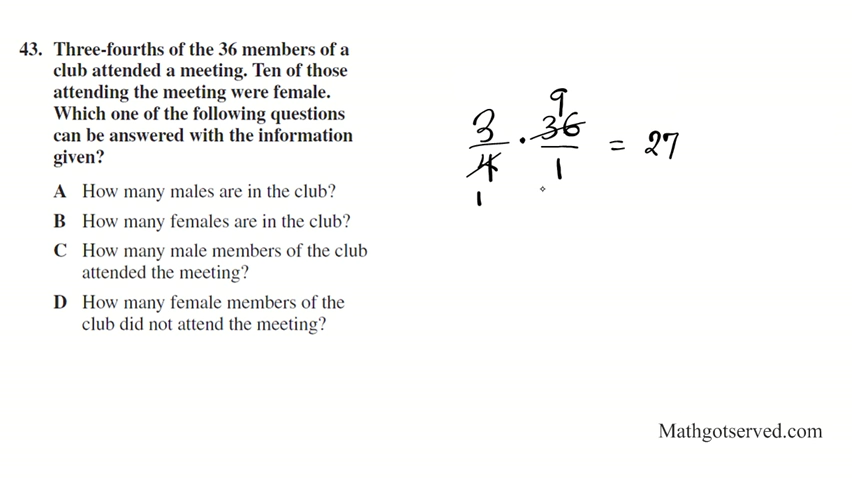 43. Three-fourths of the 36 members of a
club attended a meeting. Ten of those
attending the meeting were female.
Which one of the following questions
can be answered with the information
given?
A How many males are in the club?
B How many females are in the club?
C How many male members of the club
attended the meeting?
D How many female members of the
club did not attend the meeting?
9
3/4 · 36/1 = 27
1
Mathgotserved.com